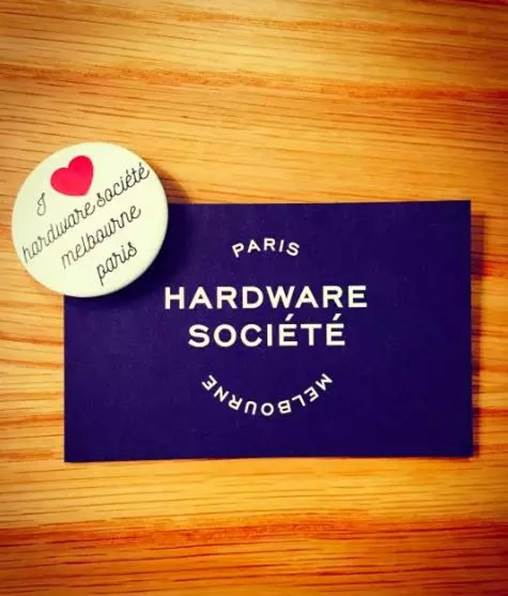 I ❤
hardware société
melbourne
paris
PARIS
HARDWARE
SOCIÉTÉ
MELBOURNE